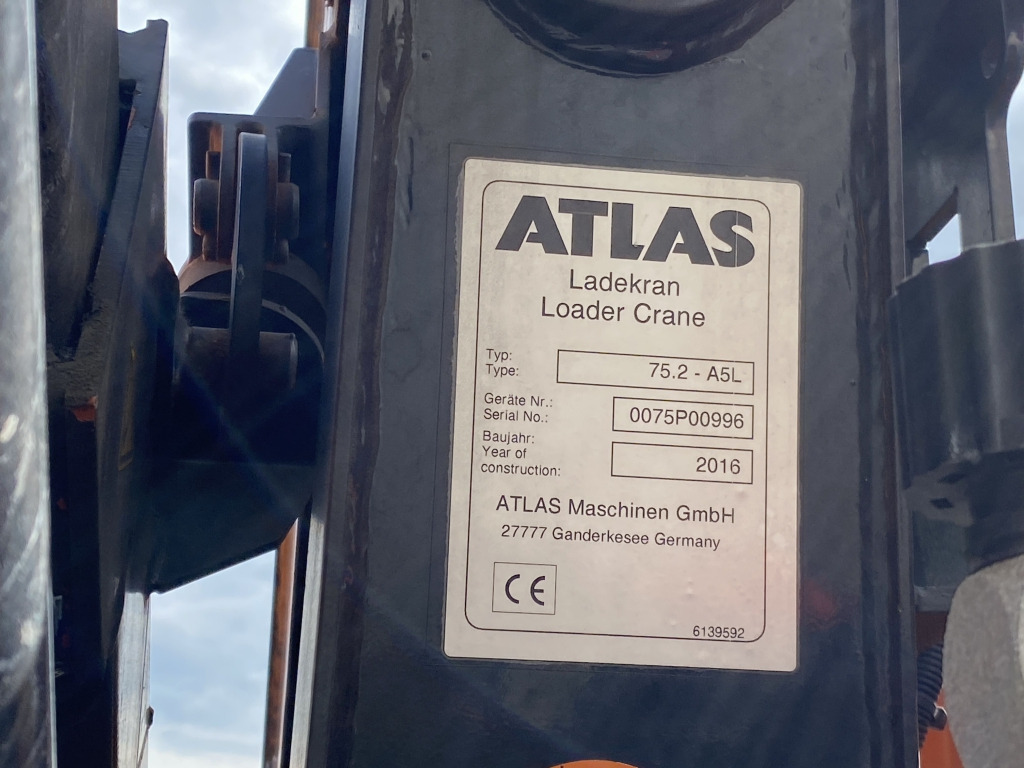 ATLAS
Ladekran
Loader Crane
Typ:
Type: 75.2 - A5L
Geräte Nr.:
Serial No.: 0075P00996
Baujahr:
Year of
construction: 2016
ATLAS Maschinen GmbH
27777 Ganderkesee Germany
CE
6139592